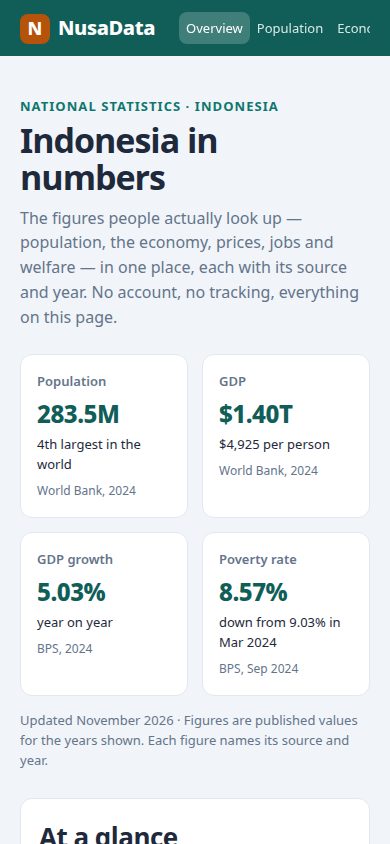 N NusaData Overview Population Econo
NATIONAL STATISTICS · INDONESIA
Indonesia in
numbers
The figures people actually look up —
population, the economy, prices, jobs and
welfare — in one place, each with its source
and year. No account, no tracking, everything
on this page.
Population
283.5M
4th largest in the
world
World Bank, 2024
GDP
$1.40T
$4,925 per person
World Bank, 2024
GDP growth
5.03%
year on year
BPS, 2024
Poverty rate
8.57%
down from 9.03% in
Mar 2024
BPS, Sep 2024
Updated November 2026 · Figures are published values
for the years shown. Each figure names its source and
year.
At a glance